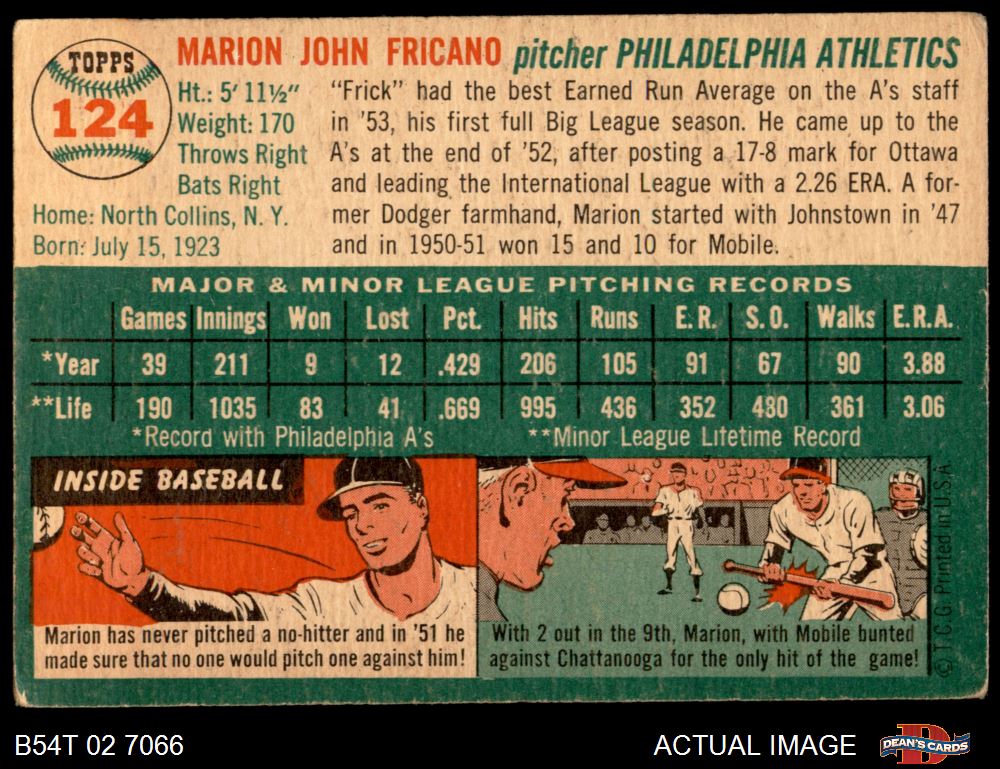 TOPPS
124
MARION JOHN FRICANO pitcher PHILADELPHIA ATHLETICS
Ht.: 5' 11½"
Weight: 170
Throws Right
Bats Right
Home: North Collins, N. Y.
Born: July 15, 1923
"Frick" had the best Earned Run Average on the A's staff
in '53, his first full Big League season. He came up to the
A's at the end of '52, after posting a 17-8 mark for Ottawa
and leading the International League with a 2.26 ERA. A for-
mer Dodger farmhand, Marion started with Johnstown in '47
and in 1950-51 won 15 and 10 for Mobile.
MAJOR & MINOR LEAGUE PITCHING RECORDS
Games Innings Won Lost Pct. Hits Runs E.R. S.O. Walks E.R.A.
*Year 39 211 9 12 .429 206 105 91 67 90 3.88
**Life 190 1035 83 41 .669 995 436 352 480 361 3.06
*Record with Philadelphia A's **Minor League Lifetime Record
INSIDE BASEBALL
Marion has never pitched a no-hitter and in '51 he
made sure that no one would pitch one against him!
With 2 out in the 9th, Marion, with Mobile bunted
against Chattanooga for the only hit of the game!
© T.C.G. Printed in U.S.A
B54T 02 7066
ACTUAL IMAGE
DEAN'S CARDS